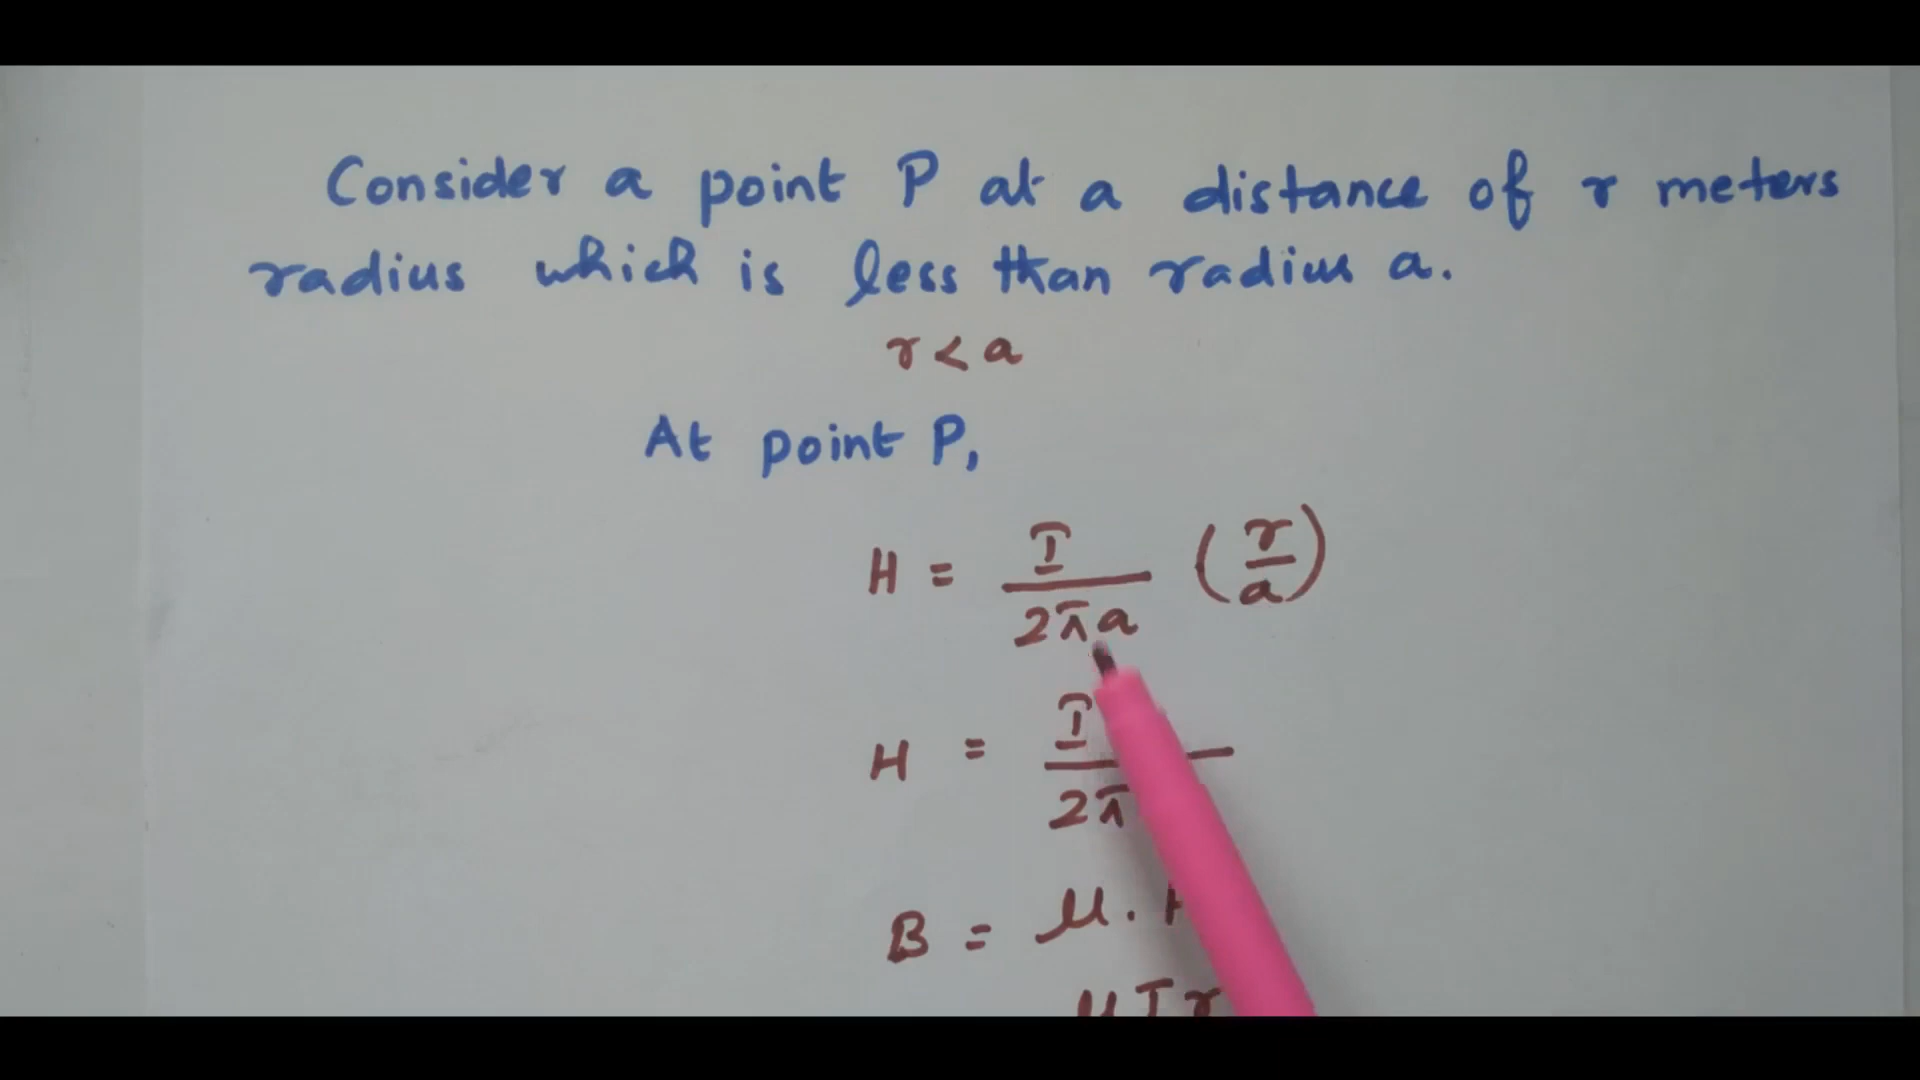 Consider a point P at a distance of r meters
radius which is less than radius a.
r < a
At point P,
H = I / 2πa (r / a)
H = I / 2π
B = μ . H
μ I r